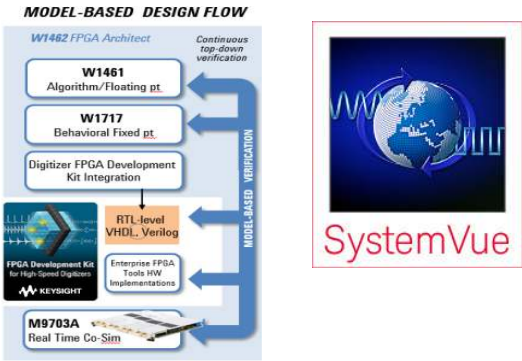 MODEL-BASED DESIGN FLOW
W1462 FPGA Architect
Continuous
top-down
verification
W1461
Algorithm/Floating pt
W1717
Behavioral Fixed pt
Digitizer FPGA Development
Kit Integration
MODEL-BASED VERIFICATION
RTL-level
VHDL, Verilog
FPGA Development Kit
for High-Speed Digitizers
KEYSIGHT
Enterprise FPGA
Tools HW
Implementations
M9703A
Real Time Co-Sim
SystemVue